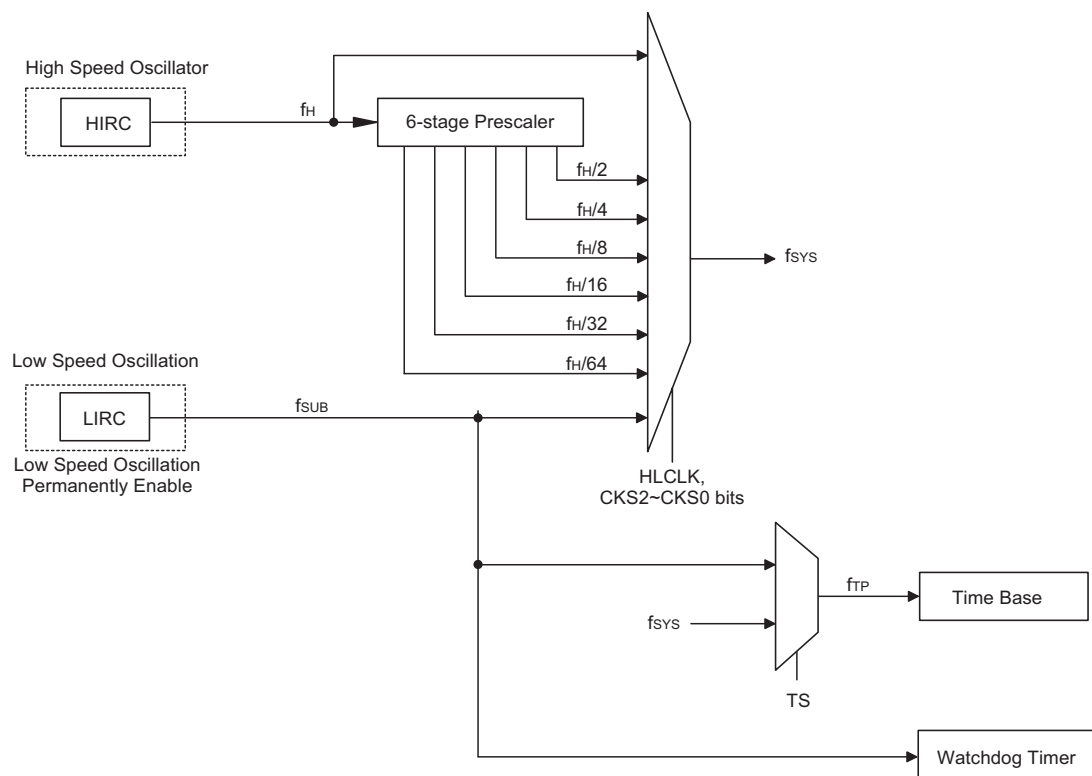 High Speed Oscillator
HIRC
fH
6-stage Prescaler
fH/2
fH/4
fH/8
fH/16
fH/32
fH/64
fSYS
Low Speed Oscillation
LIRC
fSUB
Low Speed Oscillation
Permanently Enable
HLCLK,
CKS2~CKS0 bits
fTP
Time Base
fSYS
TS
Watchdog Timer